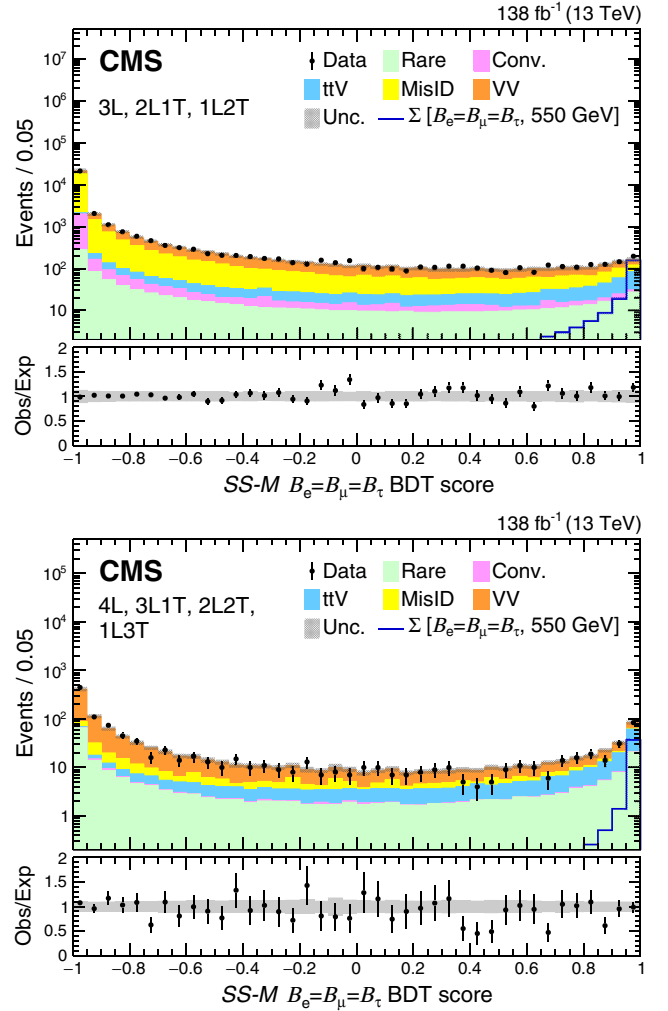 138 fb⁻¹ (13 TeV)
CMS
3L, 2L1T, 1L2T
Data Rare Conv.
ttV MisID VV
Unc. Σ [B_e=B_μ=B_τ, 550 GeV]
Events / 0.05
10⁷
10⁶
10⁵
10⁴
10³
10²
10
Obs/Exp
2
1.5
1
0.5
0
−1 −0.8 −0.6 −0.4 −0.2 0 0.2 0.4 0.6 0.8 1
SS-M B_e=B_μ=B_τ BDT score
138 fb⁻¹ (13 TeV)
CMS
4L, 3L1T, 2L2T,
1L3T
Data Rare Conv.
ttV MisID VV
Unc. Σ [B_e=B_μ=B_τ, 550 GeV]
Events / 0.05
10⁵
10⁴
10³
10²
10
1
Obs/Exp
2
1.5
1
0.5
0
−1 −0.8 −0.6 −0.4 −0.2 0 0.2 0.4 0.6 0.8 1
SS-M B_e=B_μ=B_τ BDT score